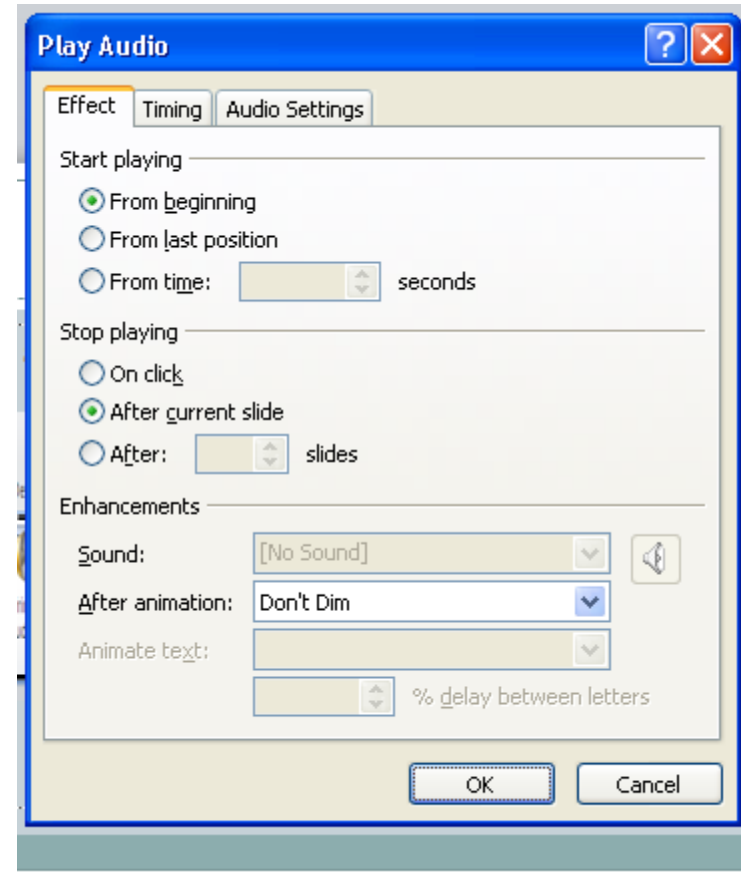 Play Audio
Effect Timing Audio Settings
Start playing
From beginning
From last position
From time: seconds
Stop playing
On click
After current slide
After: slides
Enhancements
Sound: [No Sound]
After animation: Don't Dim
Animate text:
% delay between letters
OK Cancel